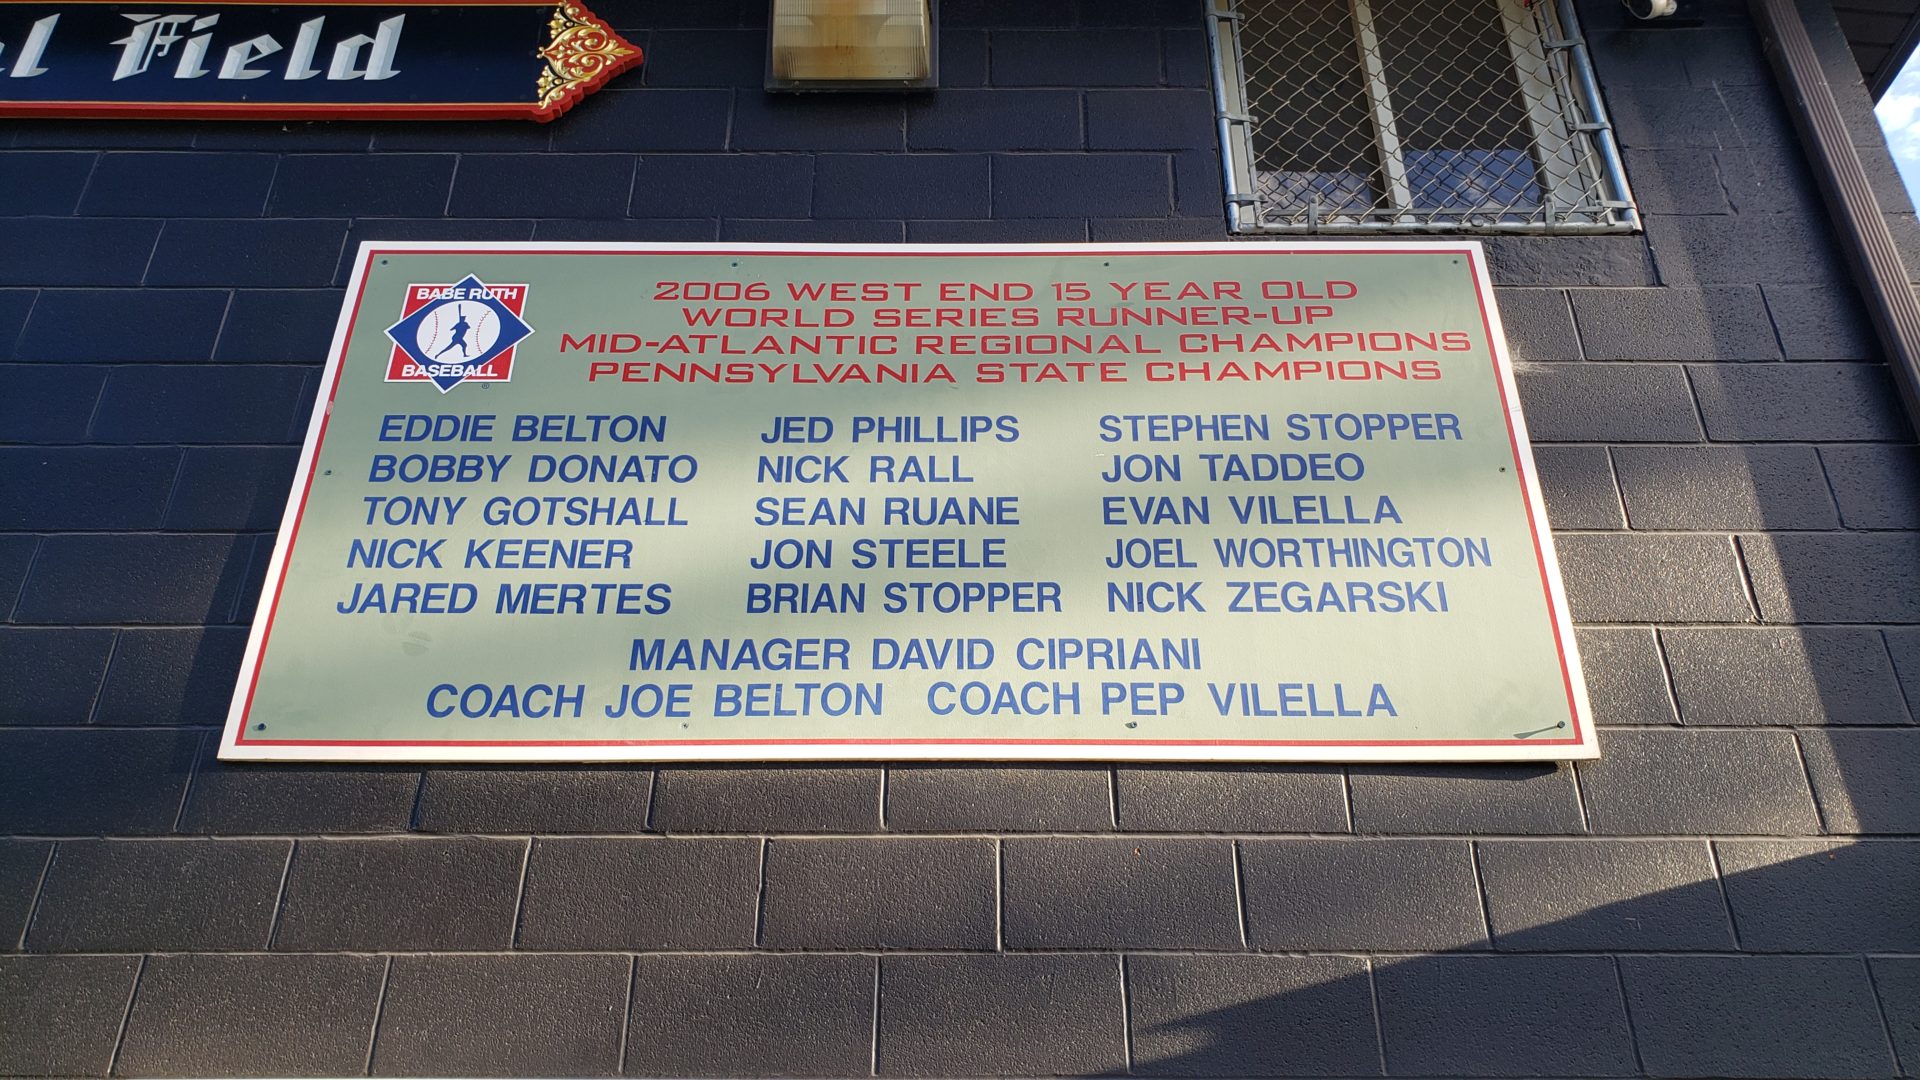 Field
BABE RUTH
BASEBALL
®
2006 WEST END 15 YEAR OLD
WORLD SERIES RUNNER-UP
MID-ATLANTIC REGIONAL CHAMPIONS
PENNSYLVANIA STATE CHAMPIONS
EDDIE BELTON JED PHILLIPS STEPHEN STOPPER
BOBBY DONATO NICK RALL JON TADDEO
TONY GOTSHALL SEAN RUANE EVAN VILELLA
NICK KEENER JON STEELE JOEL WORTHINGTON
JARED MERTES BRIAN STOPPER NICK ZEGARSKI
MANAGER DAVID CIPRIANI
COACH JOE BELTON COACH PEP VILELLA